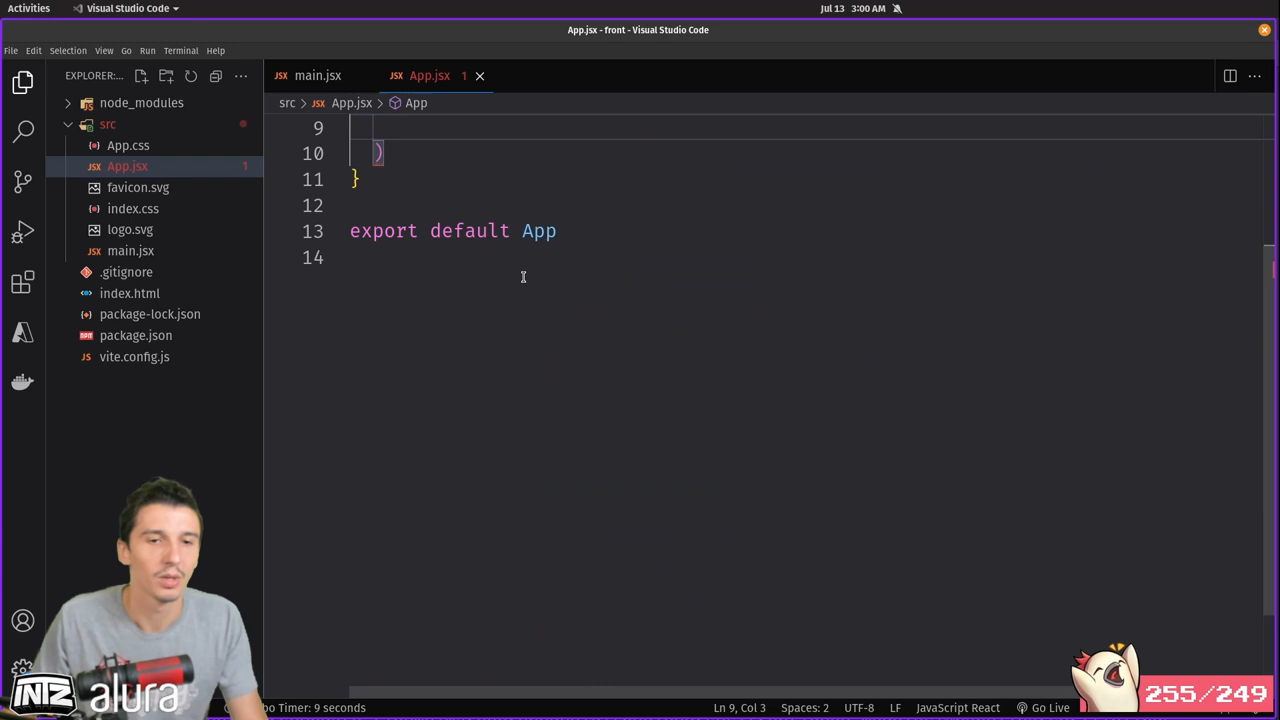 Activities
Visual Studio Code
Jul 13 3:00 AM
App.jsx - front - Visual Studio Code
File Edit Selection View Go Run Terminal Help
EXPLORER:...
main.jsx
App.jsx 1
node_modules
src > App.jsx > App
src
App.css
App.jsx 1
favicon.svg
index.css
logo.svg
main.jsx
.gitignore
index.html
package-lock.json
package.json
vite.config.js
9
10 )
11 }
12
13 export default App
14
INTZ alura
255/249
Timer: 9 seconds
Ln 9, Col
Spaces: 2
UTF-8
LF
JavaScript React
Go Live